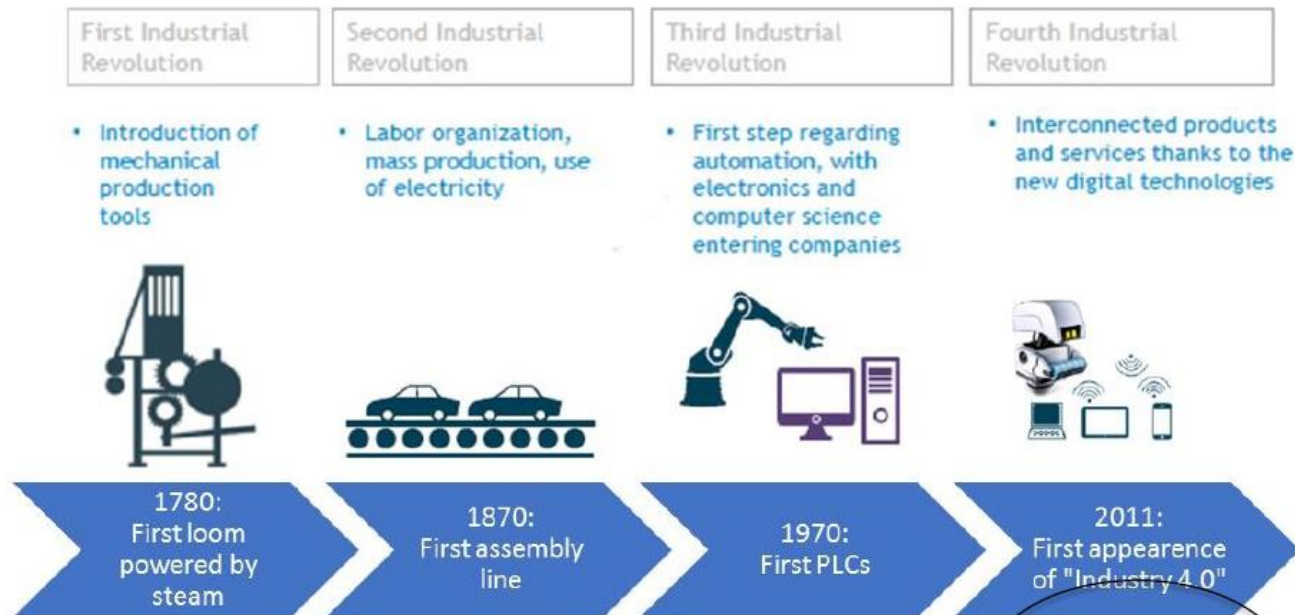 First Industrial
Revolution
Second Industrial
Revolution
Third Industrial
Revolution
Fourth Industrial
Revolution
• Introduction of
mechanical
production
tools
• Labor organization,
mass production, use
of electricity
• First step regarding
automation, with
electronics and
computer science
entering companies
• Interconnected products
and services thanks to the
new digital technologies
1780:
First loom
powered by
steam
1870:
First assembly
line
1970:
First PLCs
2011:
First appearence
of "Industry 4.0"